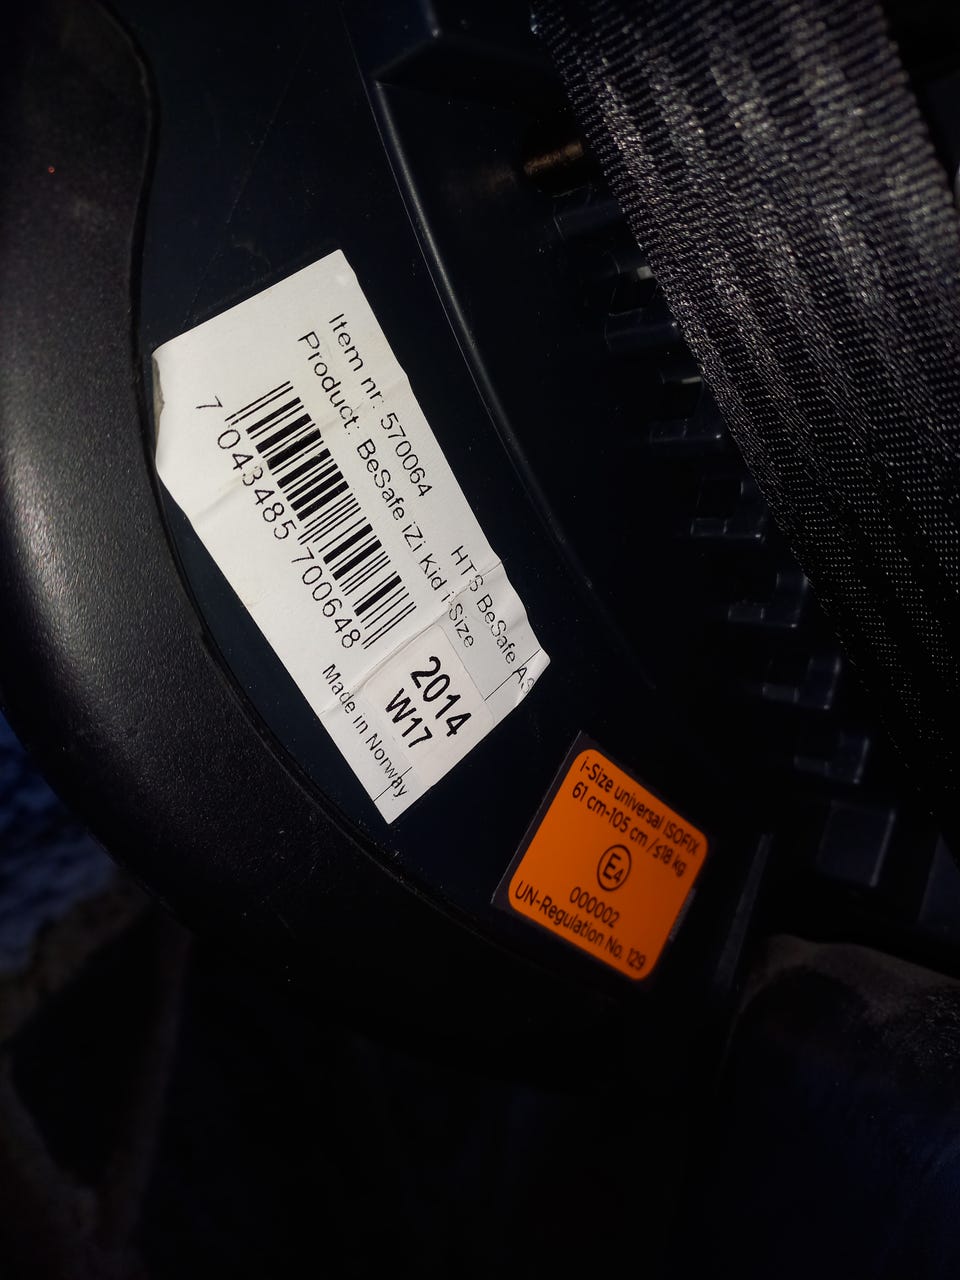 HTS BeSafe AS
Item nr: 570064
Product: BeSafe iZi Kid i-Size
7 043485 700648
2014
W17
Made in Norway
i-Size universal ISOFIX
61 cm-105 cm /≤18 kg
E4
000002
UN-Regulation No. 129